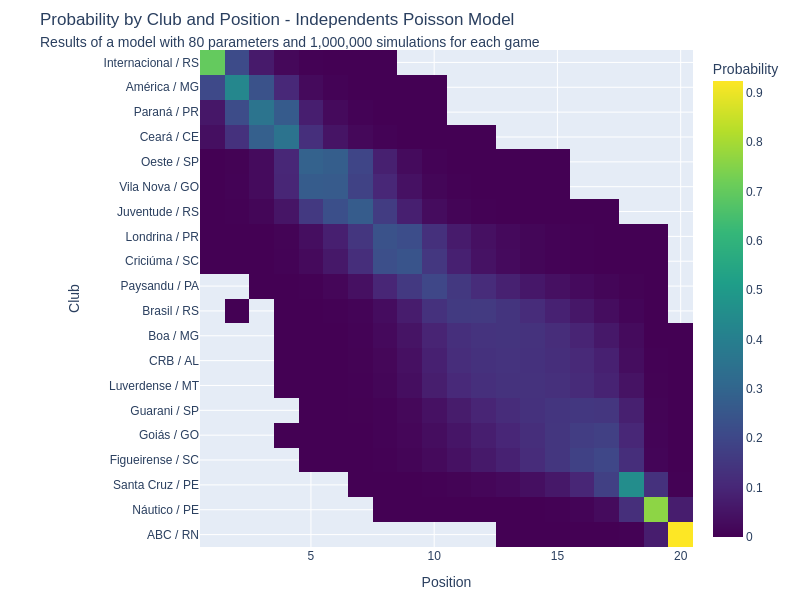 Probability by Club and Position - Independents Poisson Model
Results of a model with 80 parameters and 1,000,000 simulations for each game
Probability
Internacional / RS
América / MG
Paraná / PR
Ceará / CE
Oeste / SP
Vila Nova / GO
Juventude / RS
Londrina / PR
Criciúma / SC
Paysandu / PA
Brasil / RS
Boa / MG
CRB / AL
Luverdense / MT
Guarani / SP
Goiás / GO
Figueirense / SC
Santa Cruz / PE
Náutico / PE
ABC / RN
Club
5
10
15
20
Position
0.9
0.8
0.7
0.6
0.5
0.4
0.3
0.2
0.1
0